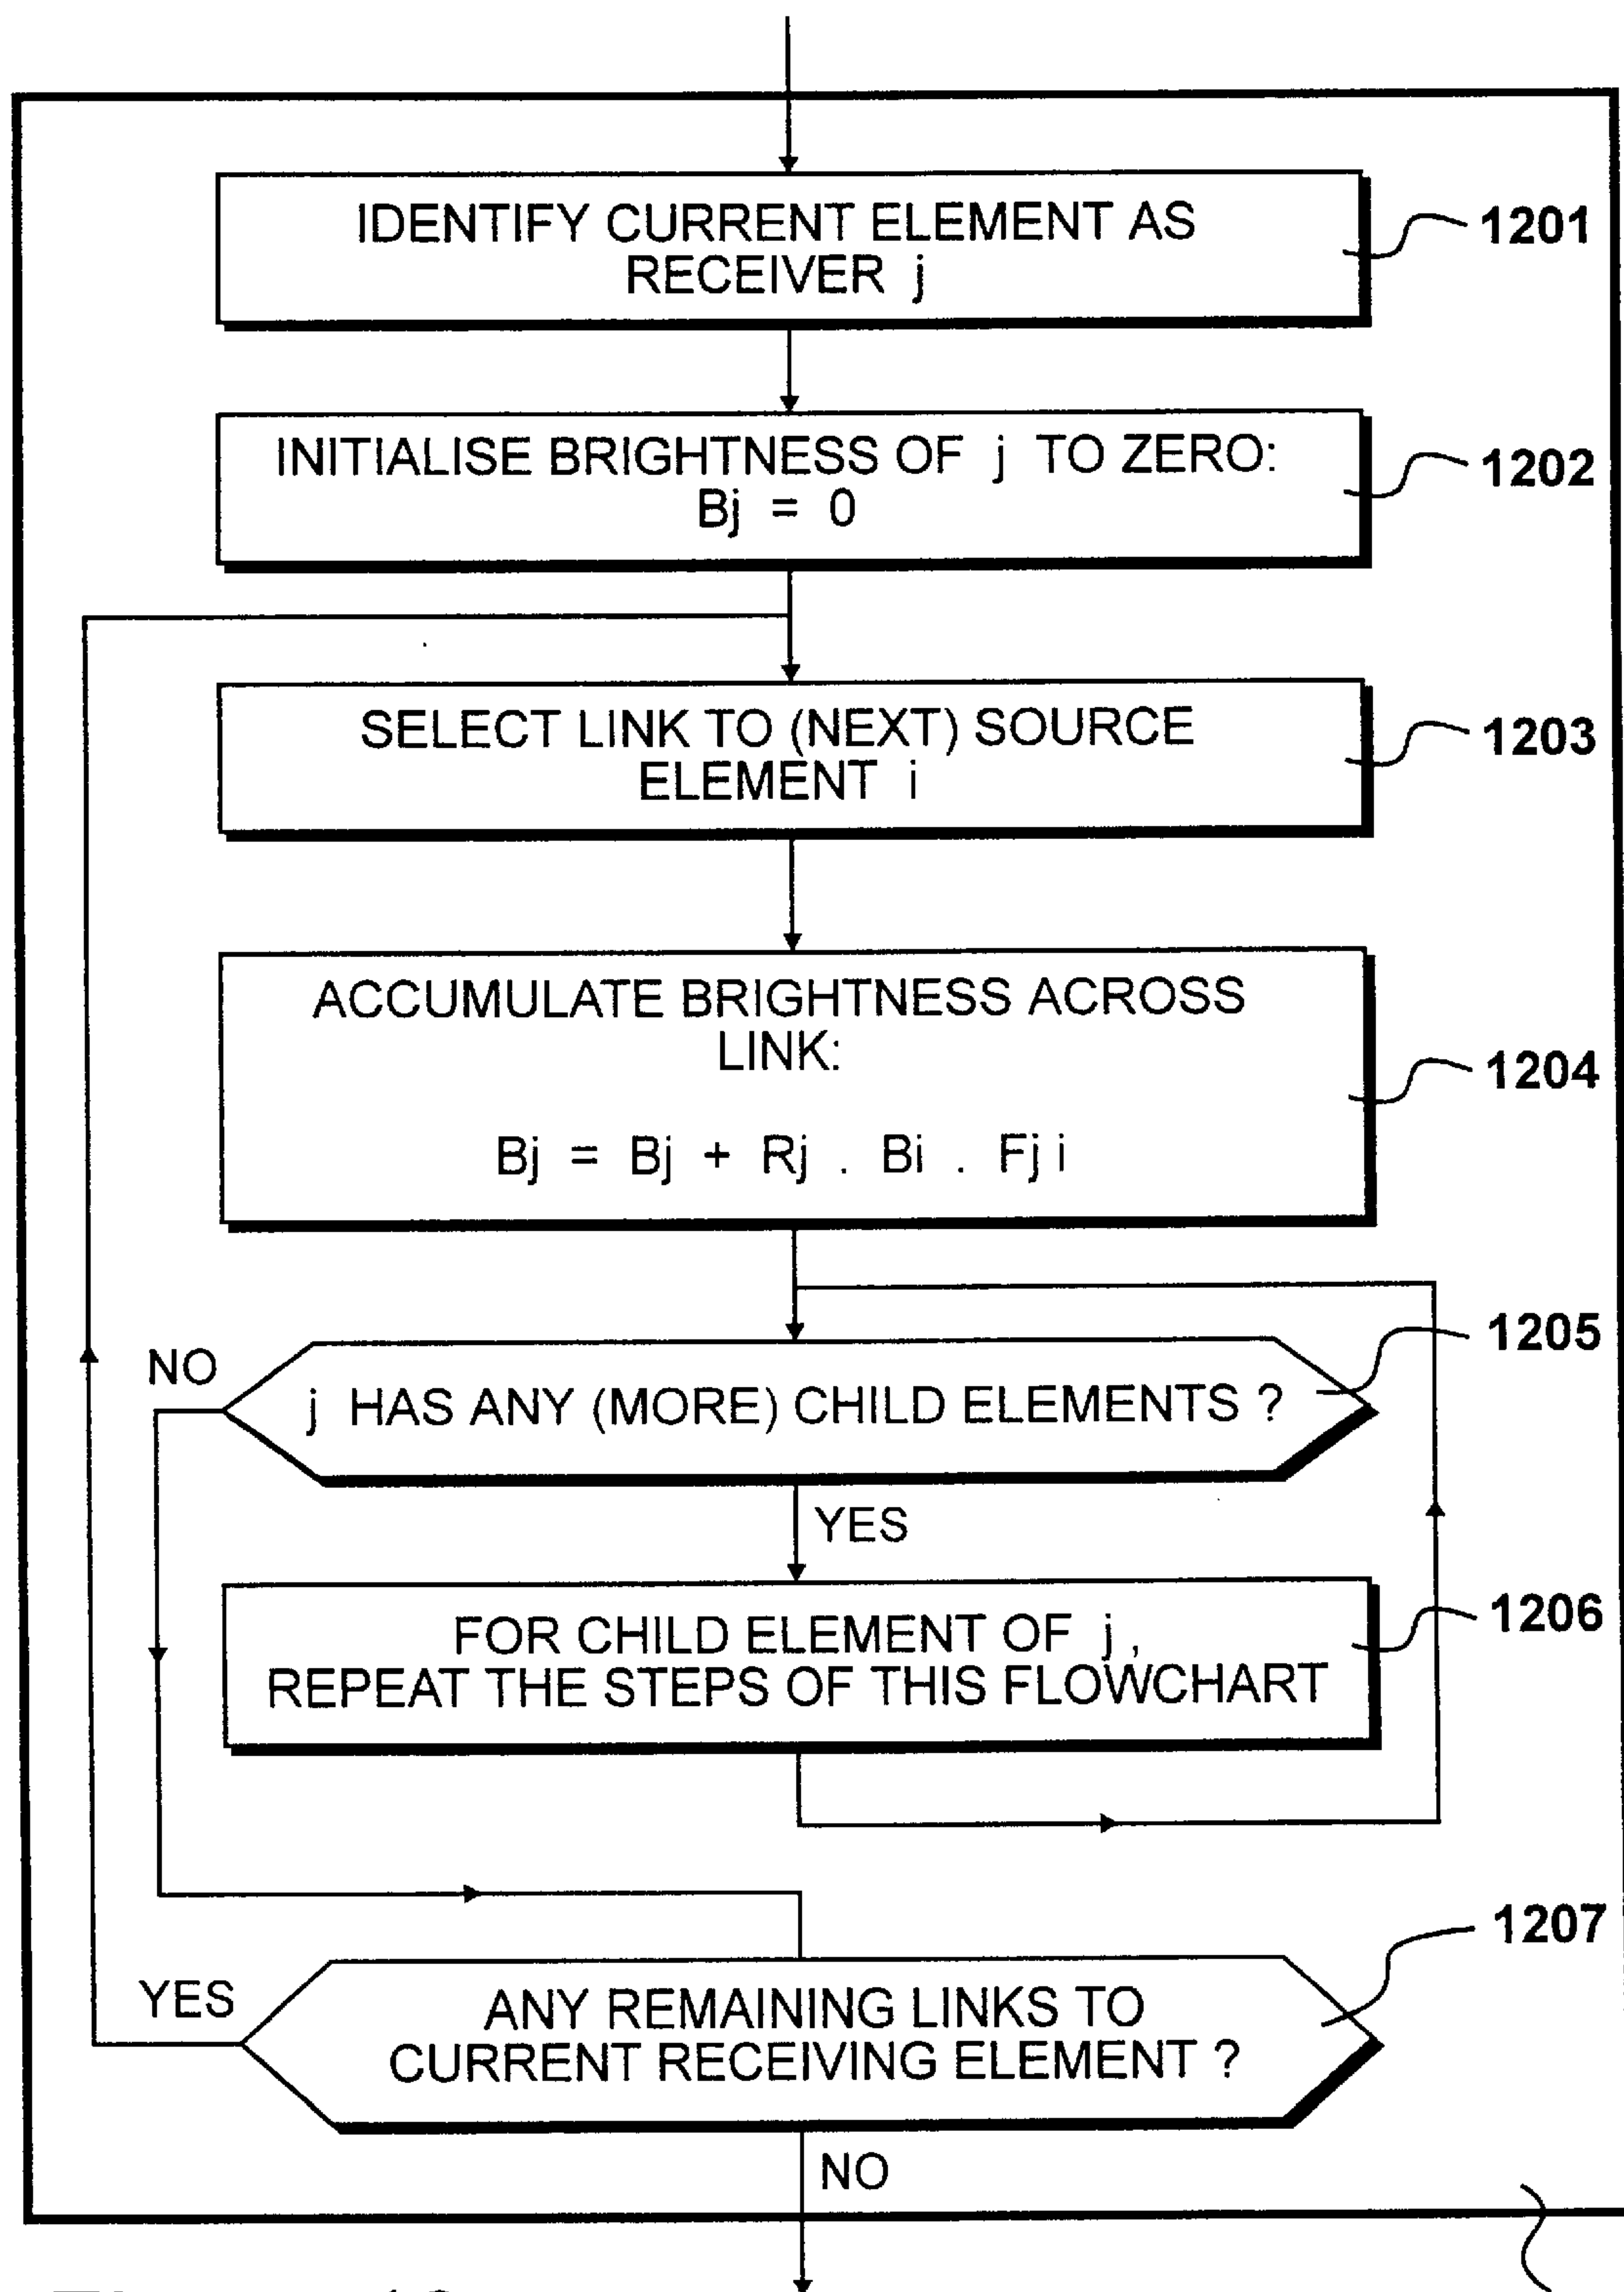 IDENTIFY CURRENT ELEMENT AS
RECEIVER j
1201
INITIALISE BRIGHTNESS OF j TO ZERO:
Bj = 0
1202
SELECT LINK TO (NEXT) SOURCE
ELEMENT i
1203
ACCUMULATE BRIGHTNESS ACROSS
LINK:
Bj = Bj + Rj . Bi . Fj i
1204
NO
j HAS ANY (MORE) CHILD ELEMENTS ?
1205
YES
FOR CHILD ELEMENT OF j ,
REPEAT THE STEPS OF THIS FLOWCHART
1206
YES
ANY REMAINING LINKS TO
CURRENT RECEIVING ELEMENT ?
1207
NO